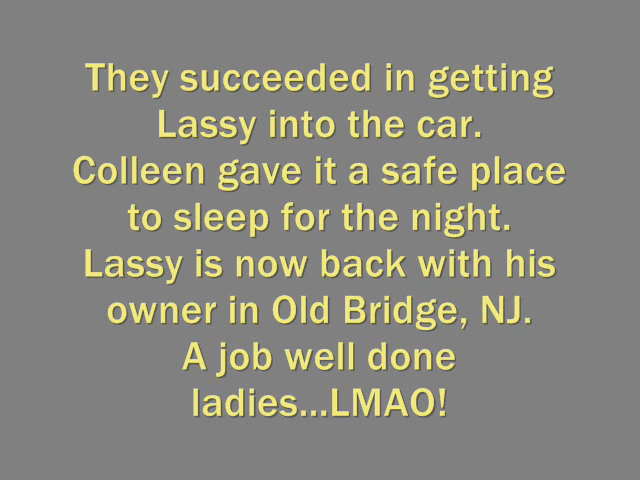 They succeeded in getting
Lassy into the car.
Colleen gave it a safe place
to sleep for the night.
Lassy is now back with his
owner in Old Bridge, NJ.
A job well done
ladies...LMAO!